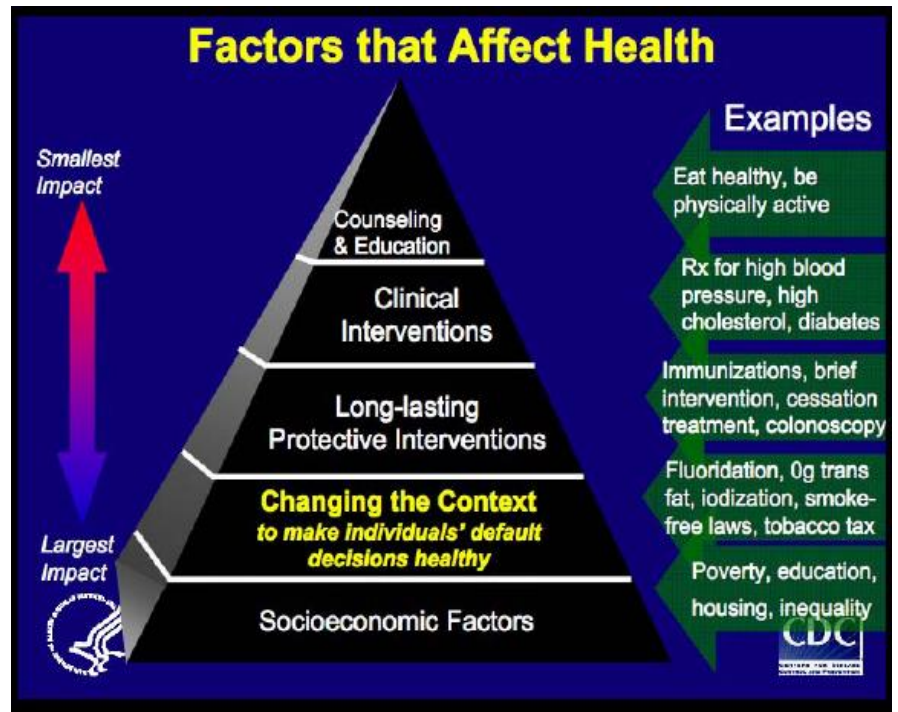 Factors that Affect Health
Smallest
Impact
Largest
Impact
Counseling
& Education
Clinical
Interventions
Long-lasting
Protective Interventions
Changing the Context
to make individuals' default
decisions healthy
Socioeconomic Factors
Examples
Eat healthy, be
physically active
Rx for high blood
pressure, high
cholesterol, diabetes
Immunizations, brief
intervention, cessation
treatment, colonoscopy
Fluoridation, 0g trans
fat, iodization, smoke-
free laws, tobacco tax
Poverty, education,
housing, inequality
CDC